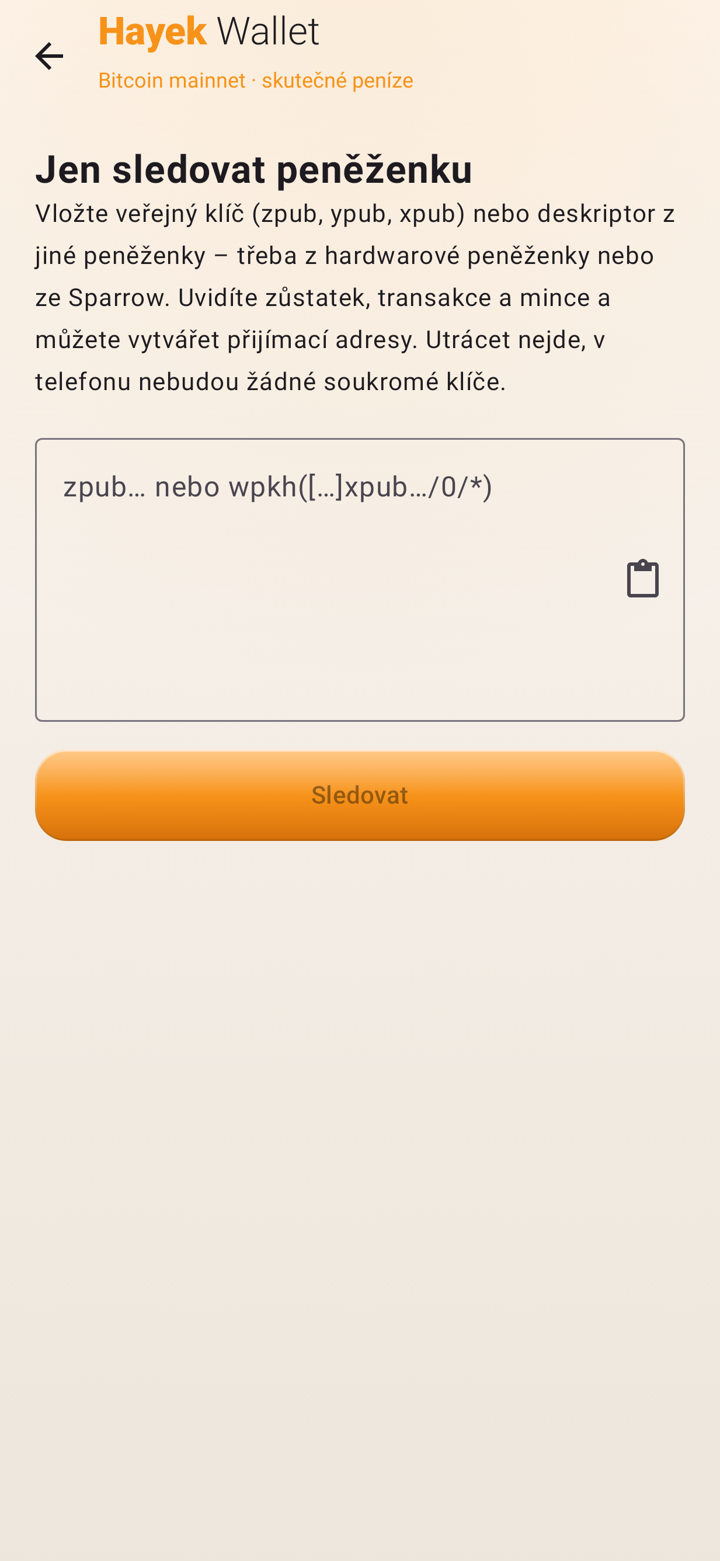 Hayek Wallet
Bitcoin mainnet · skutečné peníze
Jen sledovat peněženku
Vložte veřejný klíč (zpub, ypub, xpub) nebo deskriptor z
jiné peněženky – třeba z hardwarové peněženky nebo
ze Sparrow. Uvidíte zůstatek, transakce a mince a
můžete vytvářet přijímací adresy. Utrácet nejde, v
telefonu nebudou žádné soukromé klíče.
zpub… nebo wpkh([…]xpub…/0/*)
Sledovat